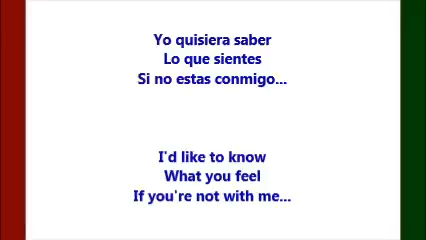 Yo quisiera saber
Lo que sientes
Si no estas conmigo...
I'd like to know
What you feel
If you're not with me...